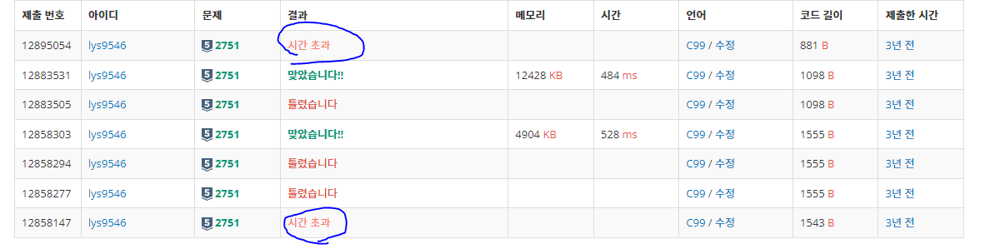 제출 번호 아이디 문제 결과 메모리 시간 언어 코드 길이 제출한 시간
12895054 lys9546 5 2751 시간 초과 C99 / 수정 881 B 3년 전
12883531 lys9546 5 2751 맞았습니다!! 12428 KB 484 ms C99 / 수정 1098 B 3년 전
12883505 lys9546 5 2751 틀렸습니다 C99 / 수정 1098 B 3년 전
12858303 lys9546 5 2751 맞았습니다!! 4904 KB 528 ms C99 / 수정 1555 B 3년 전
12858294 lys9546 5 2751 틀렸습니다 C99 / 수정 1555 B 3년 전
12858277 lys9546 5 2751 틀렸습니다 C99 / 수정 1555 B 3년 전
12858147 lys9546 5 2751 시간 초과 C99 / 수정 1543 B 3년 전